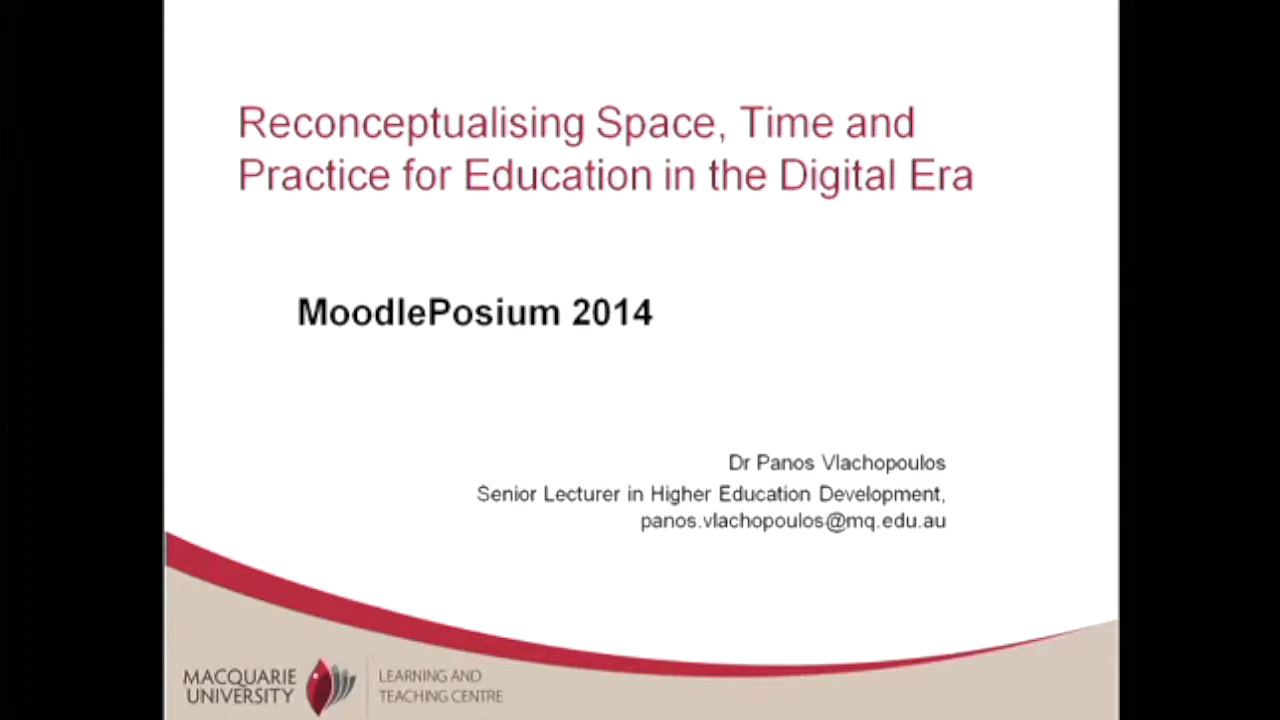 Reconceptualising Space, Time and
Practice for Education in the Digital Era
MoodlePosium 2014
Dr Panos Vlachopoulos
Senior Lecturer in Higher Education Development,
panos.vlachopoulos@mq.edu.au
MACQUARIE
UNIVERSITY
LEARNING AND
TEACHING CENTRE